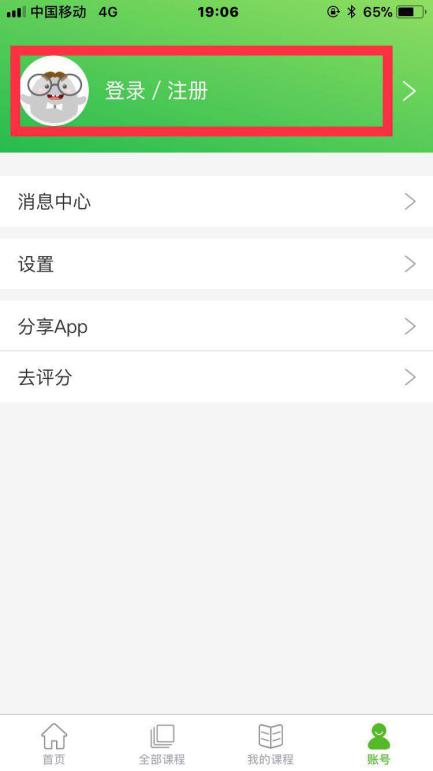 中国移动 4G 19:06 65%
登录 / 注册
消息中心
设置
分享App
去评分
首页 全部课程 我的课程 账号